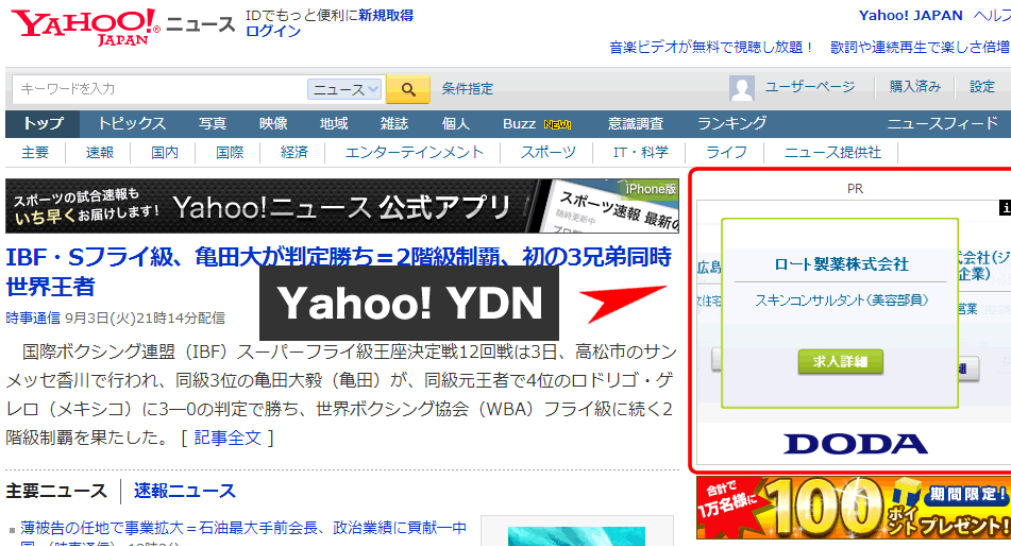 YAHOO! JAPAN ニュース
IDでもっと便利に新規取得
ログイン
Yahoo! JAPAN ヘルプ
音楽ビデオが無料で視聴し放題！ 歌詞や連続再生で楽しさ倍増
キーワードを入力
ニュース
条件指定
ユーザーページ
購入済み
設定
トップ
トピックス
写真
映像
地域
雑誌
個人
Buzz NEW!
意識調査
ランキング
ニュースフィード
主要
速報
国内
国際
経済
エンターテインメント
スポーツ
IT・科学
ライフ
ニュース提供社
スポーツの試合速報も
いち早くお届けします!
Yahoo!ニュース 公式アプリ
iPhone版
スポーツ速報 最新の
随時更新中
PR
広島
ロート製薬株式会社
スキンコンサルタント(美容部員)
求人詳細
式会社(ジ
企業)
営業
DODA
IBF・Sフライ級、亀田大が判定勝ち＝2階級制覇、初の3兄弟同時
世界王者
時事通信 9月3日(火)21時14分配信
Yahoo! YDN
国際ボクシング連盟（IBF）スーパーフライ級王座決定戦12回戦は3日、高松市のサン
メッセ香川で行われ、同級3位の亀田大毅（亀田）が、同級元王者で4位のロドリゴ・ゲ
レロ（メキシコ）に3―0の判定で勝ち、世界ボクシング協会（WBA）フライ級に続く2
階級制覇を果たした。 [ 記事全文 ]
合計で
1万名様に
100
ポイント
期間限定!
プレゼント!
主要ニュース
速報ニュース
薄被告の任地で事業拡大＝石油最大手前会長、政治業績に貢献―中